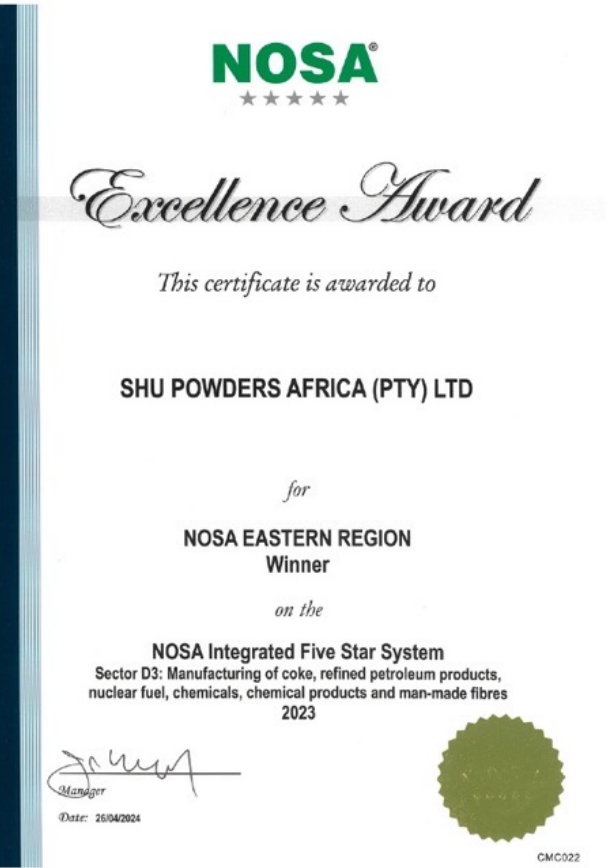 NOSA®
Excellence Award
This certificate is awarded to
SHU POWDERS AFRICA (PTY) LTD
for
NOSA EASTERN REGION
Winner
on the
NOSA Integrated Five Star System
Sector D3: Manufacturing of coke, refined petroleum products,
nuclear fuel, chemicals, chemical products and man-made fibres
2023
Manager
Date: 26/04/2024
CMC022